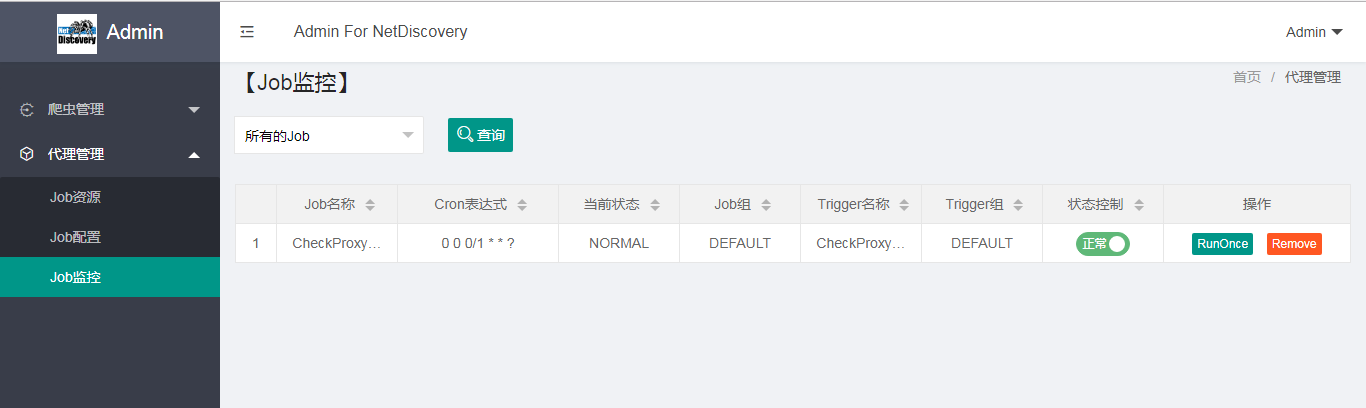 Net
Discovery
Admin
Admin For NetDiscovery
Admin
爬虫管理
代理管理
Job资源
Job配置
Job监控
【Job监控】
首页 / 代理管理
所有的Job
查询
Job名称 Cron表达式 当前状态 Job组 Trigger名称 Trigger组 状态控制 操作
1 CheckProxy... 0 0 0/1 * * ? NORMAL DEFAULT CheckProxy... DEFAULT 正常 RunOnce Remove